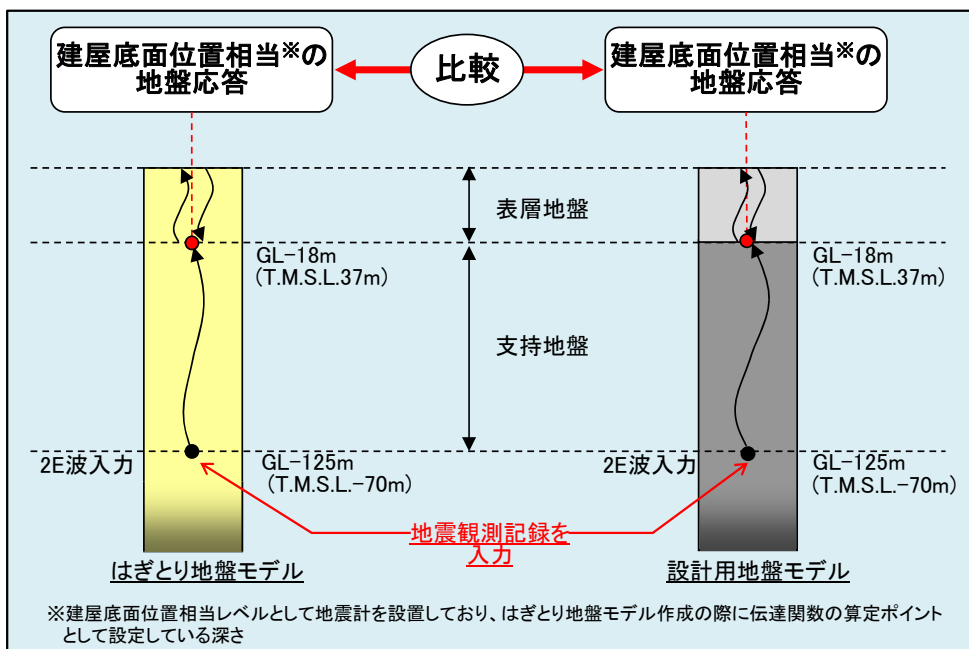 建屋底面位置相当※の
地盤応答
比較
建屋底面位置相当※の
地盤応答
表層地盤
GL-18m
(T.M.S.L.37m)
GL-18m
(T.M.S.L.37m)
支持地盤
2E波入力
GL-125m
(T.M.S.L.-70m)
2E波入力
GL-125m
(T.M.S.L.-70m)
地震観測記録を
入力
はぎとり地盤モデル
設計用地盤モデル
※建屋底面位置相当レベルとして地震計を設置しており、はぎとり地盤モデル作成の際に伝達関数の算定ポイント
として設定している深さ